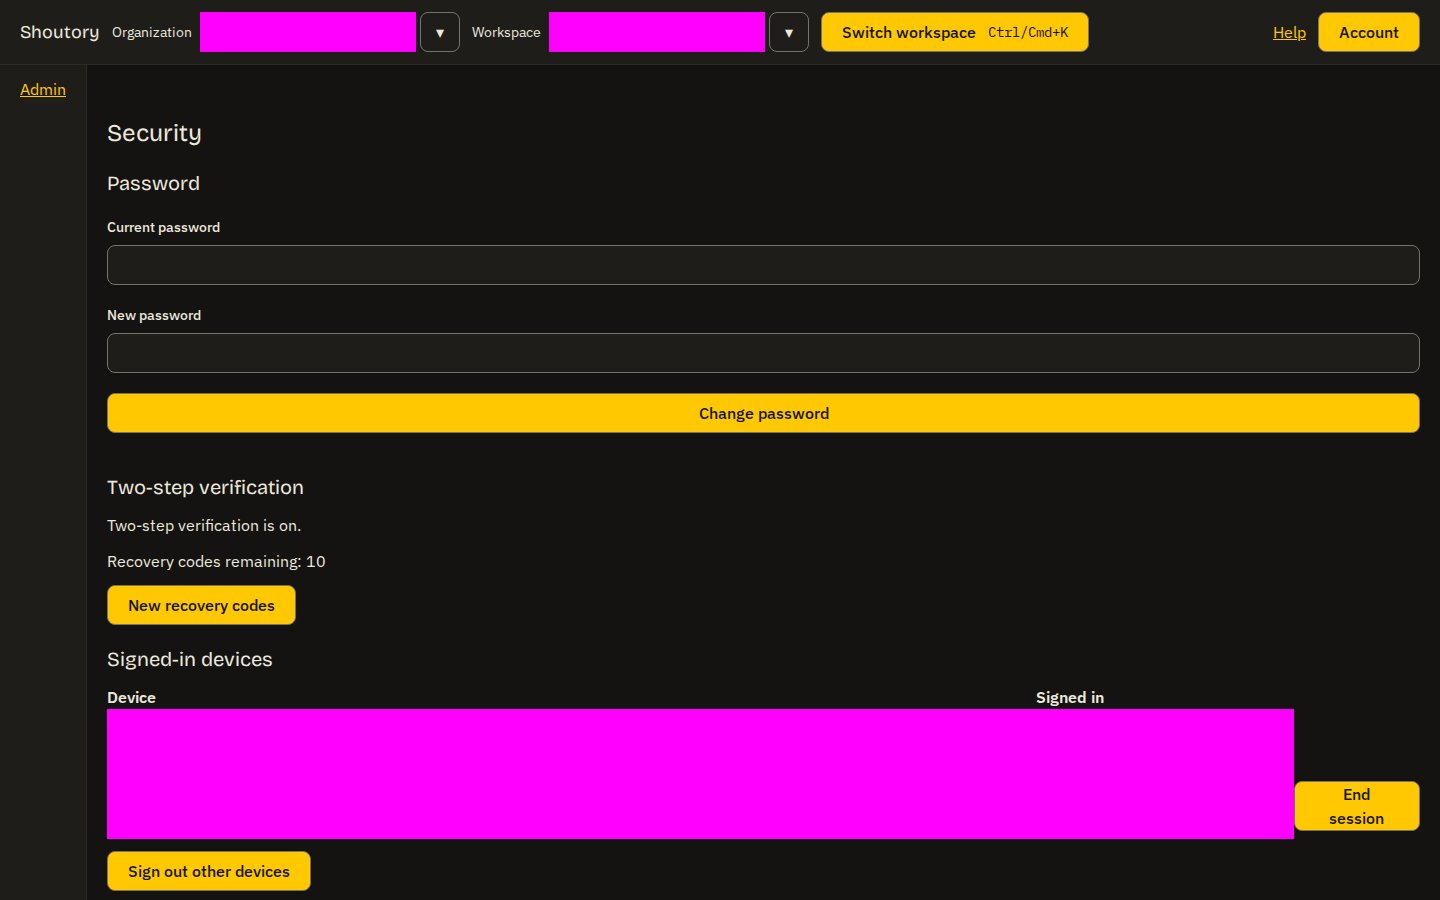 Shoutory Organization ▼ Workspace ▼ Switch workspace Ctrl/Cmd+K Help Account
Admin
Security
Password
Current password
New password
Change password
Two-step verification
Two-step verification is on.
Recovery codes remaining: 10
New recovery codes
Signed-in devices
Device Signed in
End
session
Sign out other devices